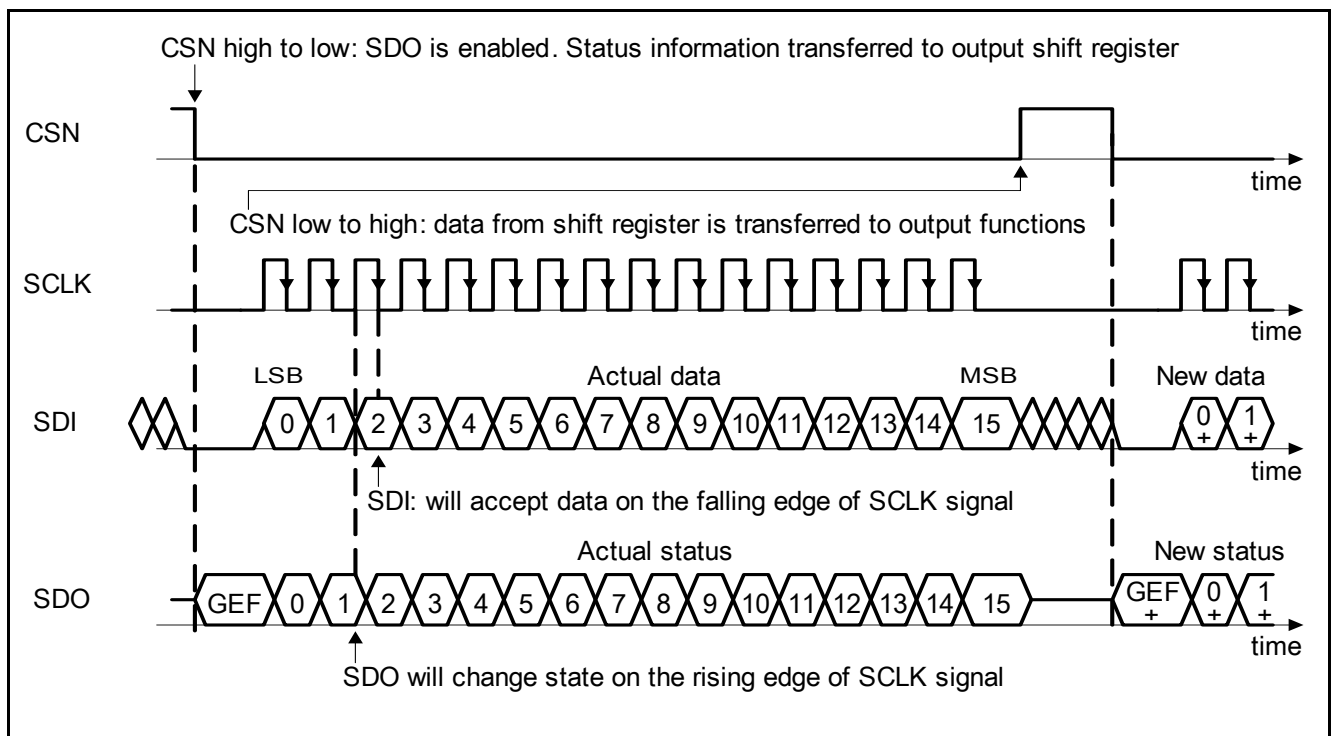 CSN high to low: SDO is enabled. Status information transferred to output shift register
CSN
time
CSN low to high: data from shift register is transferred to output functions
SCLK
time
LSB Actual data MSB New data
SDI 0 1 2 3 4 5 6 7 8 9 10 11 12 13 14 15 0 1
+ +
time
SDI: will accept data on the falling edge of SCLK signal
Actual status New status
SDO GEF 0 1 2 3 4 5 6 7 8 9 10 11 12 13 14 15 GEF 0 1
+ + +
time
SDO will change state on the rising edge of SCLK signal